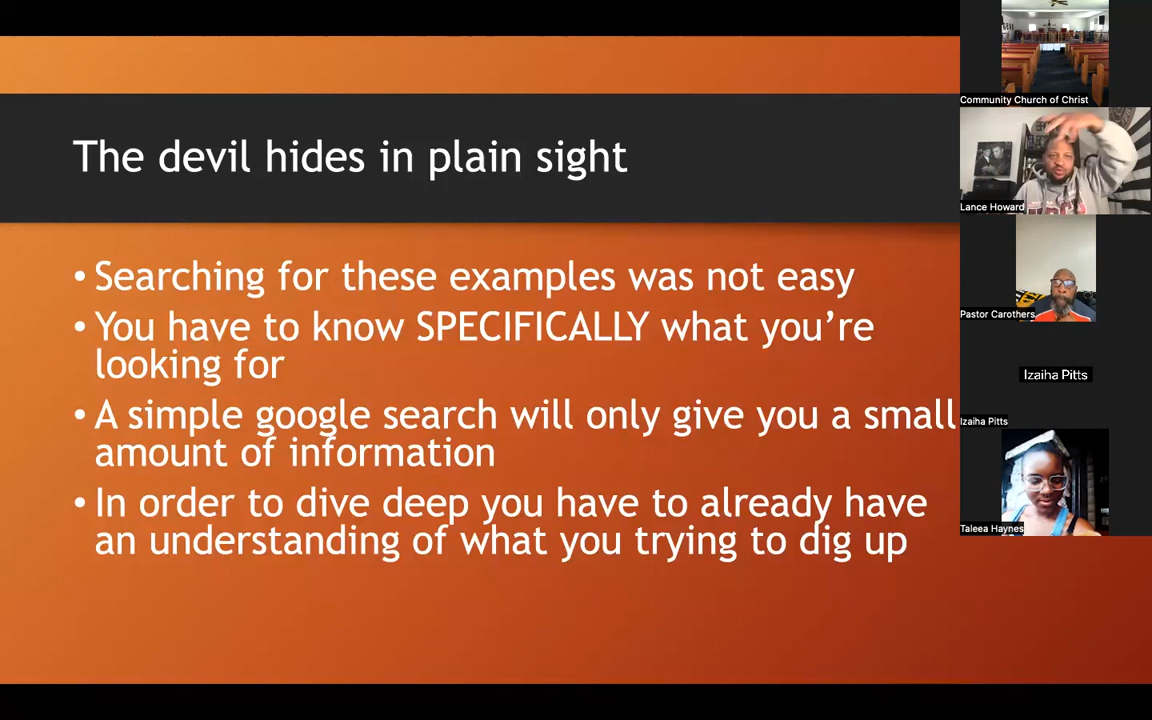 The devil hides in plain sight
• Searching for these examples was not easy
• You have to know SPECIFICALLY what you're
looking for
• A simple google search will only give you a small
amount of information
• In order to dive deep you have to already have
an understanding of what you trying to dig up
Community Church of Christ
Lance Howard
Pastor Carothers
Izaiha Pitts
Izaiha Pitts
Taleea Haynes